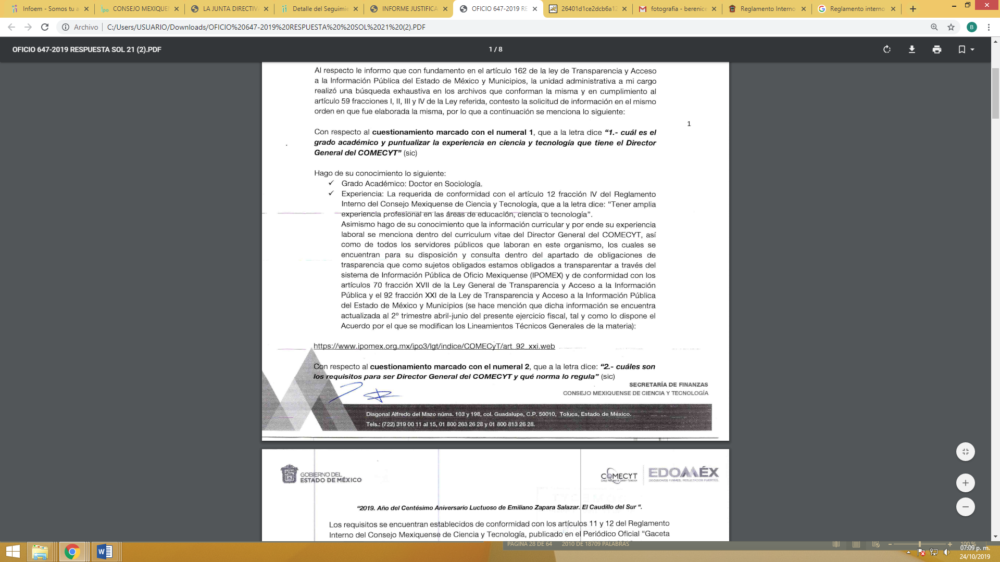 Infoem - Somos tu a
CONSEJO MEXIQUE
LA JUNTA DIRECTIV
Detalle del Seguimie
INFORME JUSTIFICA
OFICIO 647-2019 RE
26401d1ce2dcb6a12
fotografia - berenice
Reglamento Interno
Reglamento interno
Archivo
C:/Users/USUARIO/Downloads/OFICIO%20647-2019%20RESPUESTA%20%20SOL%2021%20(2).PDF
B
OFICIO 647-2019 RESPUESTA SOL 21 (2).PDF
1 / 8
Al respecto le informo que con fundamento en el artículo 162 de la ley de Transparencia y Acceso
a la Información Pública del Estado de México y Municipios, la unidad administrativa a mi cargo
realizó una búsqueda exhaustiva en los archivos que conforman la misma y en cumplimiento al
artículo 59 fracciones I, II, III y IV de la Ley referida, contesto la solicitud de información en el mismo
orden en que fue elaborada la misma, por lo que a continuación se menciona lo siguiente:
1
Con respecto al cuestionamiento marcado con el numeral 1, que a la letra dice “1.- cuál es el
grado académico y puntualizar la experiencia en ciencia y tecnología que tiene el Director
General del COMECYT” (sic)
Hago de su conocimiento lo siguiente:
✓ Grado Académico: Doctor en Sociología.
✓ Experiencia: La requerida de conformidad con el artículo 12 fracción IV del Reglamento
Interno del Consejo Mexiquense de Ciencia y Tecnología, que a la letra dice: “Tener amplia
experiencia profesional en las áreas de educación, ciencia o tecnología”.
Asimismo hago de su conocimiento que la información curricular y por ende su experiencia
laboral se menciona dentro del curriculum vitae del Director General del COMECYT, así
como de todos los servidores públicos que laboran en este organismo, los cuales se
encuentran para su disposición y consulta dentro del apartado de obligaciones de
trasparencia que como sujetos obligados estamos obligados a transparentar a través del
sistema de Información Pública de Oficio Mexiquense (IPOMEX) y de conformidad con los
artículos 70 fracción XVII de la Ley General de Transparencia y Acceso a la Información
Pública y el 92 fracción XXI de la Ley de Transparencia y Acceso a la Información Pública
del Estado de México y Municipios (se hace mención que dicha información se encuentra
actualizada al 2º trimestre abril-junio del presente ejercicio fiscal, tal y como lo dispone el
Acuerdo por el que se modifican los Lineamientos Técnicos Generales de la materia):
https://www.ipomex.org.mx/ipo3/lgt/indice/COMECyT/art_92_xxi.web
Con respecto al cuestionamiento marcado con el numeral 2, que a la letra dice: “2.- cuáles son
los requisitos para ser Director General del COMECYT y qué norma lo regula” (sic)
SECRETARÍA DE FINANZAS
CONSEJO MEXIQUENSE DE CIENCIA Y TECNOLOGÍA
Diagonal Alfredo del Mazo núms. 103 y 198, col. Guadalupe, C.P. 50010, Toluca, Estado de México.
Tels.: (722) 319 00 11 al 15, 01 800 263 26 28 y 01 800 813 26 28.
GOBIERNO DEL
ESTADO DE MÉXICO
COMECYT
EDOMÉX
DECISIONES FIRMES, RESULTADOS FUERTES.
“2019. Año del Centésimo Aniversario Luctuoso de Emiliano Zapara Salazar. El Caudillo del Sur “.
Los requisitos se encuentran establecidos de conformidad con los artículos 11 y 12 del Reglamento
Interno del Consejo Mexiquense de Ciencia y Tecnología, publicado en el Periódico Oficial “Gaceta
PÁGINA 28 DE 64
2010 DE 18709 PALABRAS
100 %
07:09 p. m.
24/10/2019